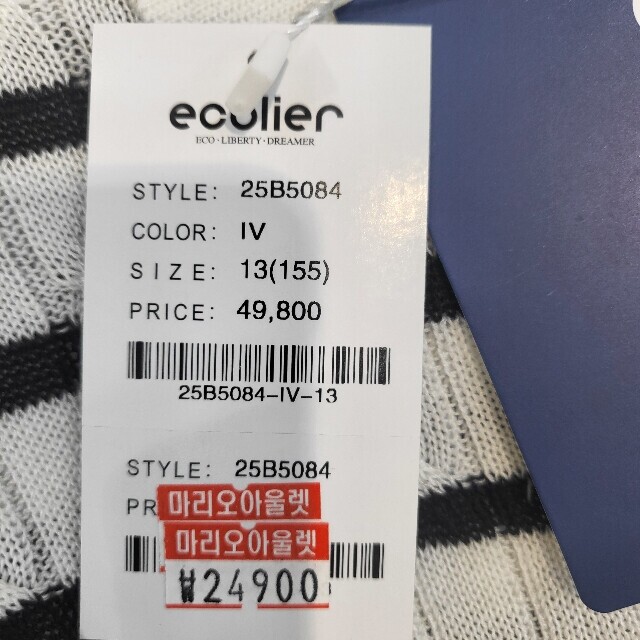 ecolier
ECO·LIBERTY·DREAMER
STYLE: 25B5084
COLOR: IV
SIZE: 13(155)
PRICE: 49,800
25B5084-IV-13
STYLE: 25B5084
PR
마리오아울렛
마리오아울렛
₩24900